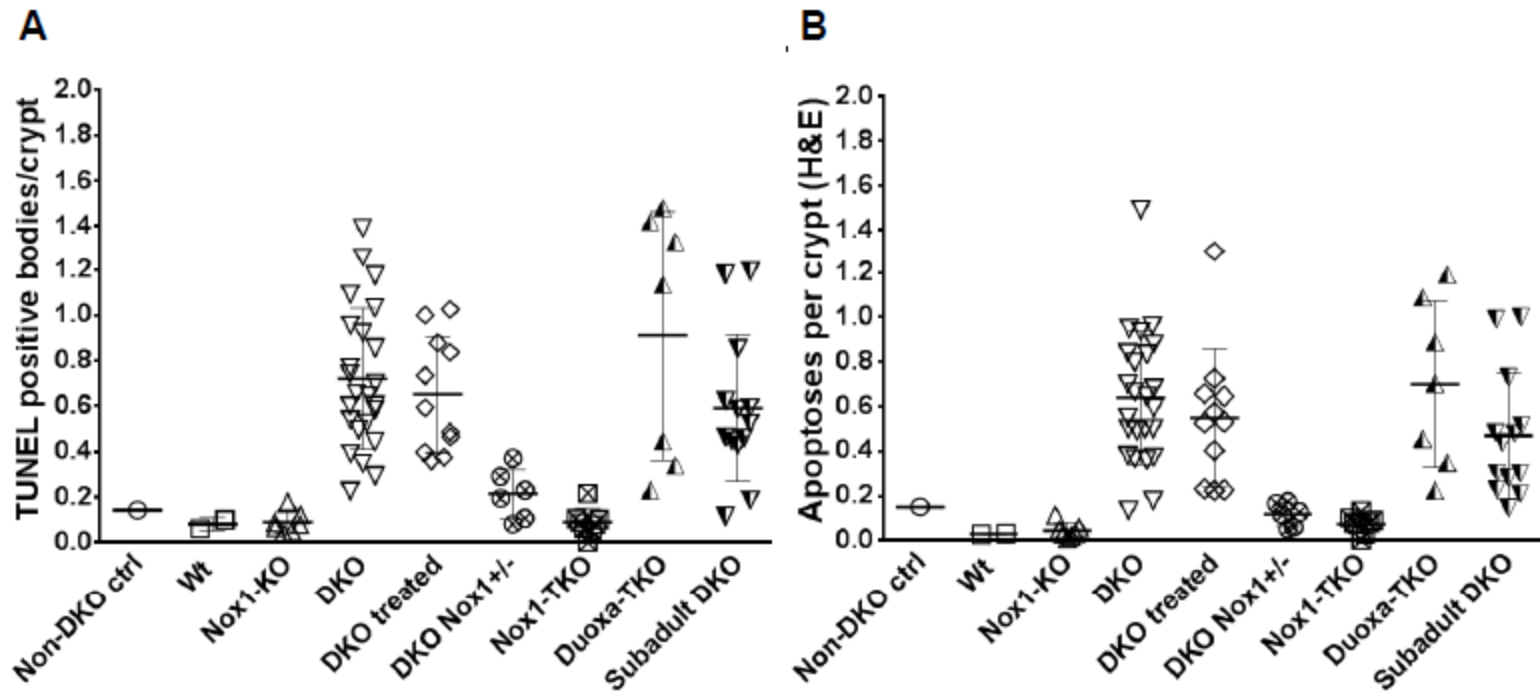 A
TUNEL positive bodies/crypt
2.0
1.8
1.6
1.4
1.2
1.0
0.8
0.6
0.4
0.2
0.0
Non-DKO ctrl
Wt
Nox1-KO
DKO
DKO treated
DKO Nox1+/-
Nox1-TKO
Duoxa-TKO
Subadult DKO
B
Apoptoses per crypt (H&E)
2.0
1.8
1.6
1.4
1.2
1.0
0.8
0.6
0.4
0.2
0.0
Non-DKO ctrl
Wt
Nox1-KO
DKO
DKO treated
DKO Nox1+/-
Nox1-TKO
Duoxa-TKO
Subadult DKO